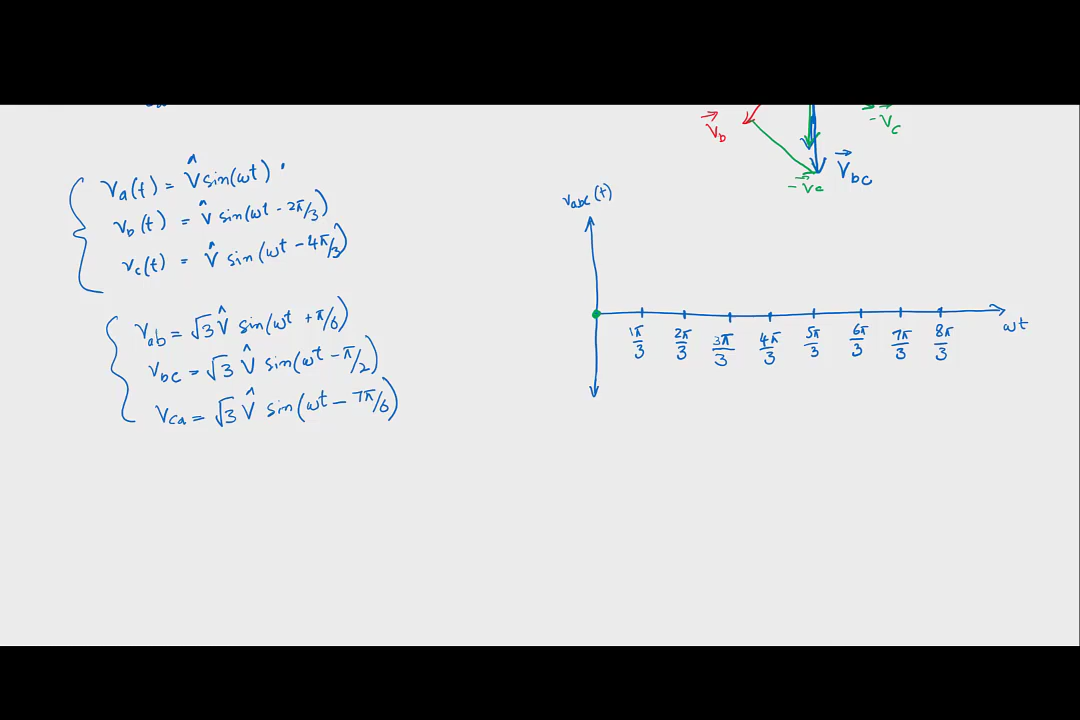 V⃗b
-V⃗c
V⃗bc
-V⃗c
va(t) = V̂ sin(ωt)
vb(t) = V̂ sin(ωt - 2π/3)
vc(t) = V̂ sin(ωt - 4π/3)
vabc(t)
vab = √3 V̂ sin(ωt + π/6)
vbc = √3 V̂ sin(ωt - π/2)
vca = √3 V̂ sin(ωt - 7π/6)
1π/3 2π/3 3π/3 4π/3 5π/3 6π/3 7π/3 8π/3 ωt